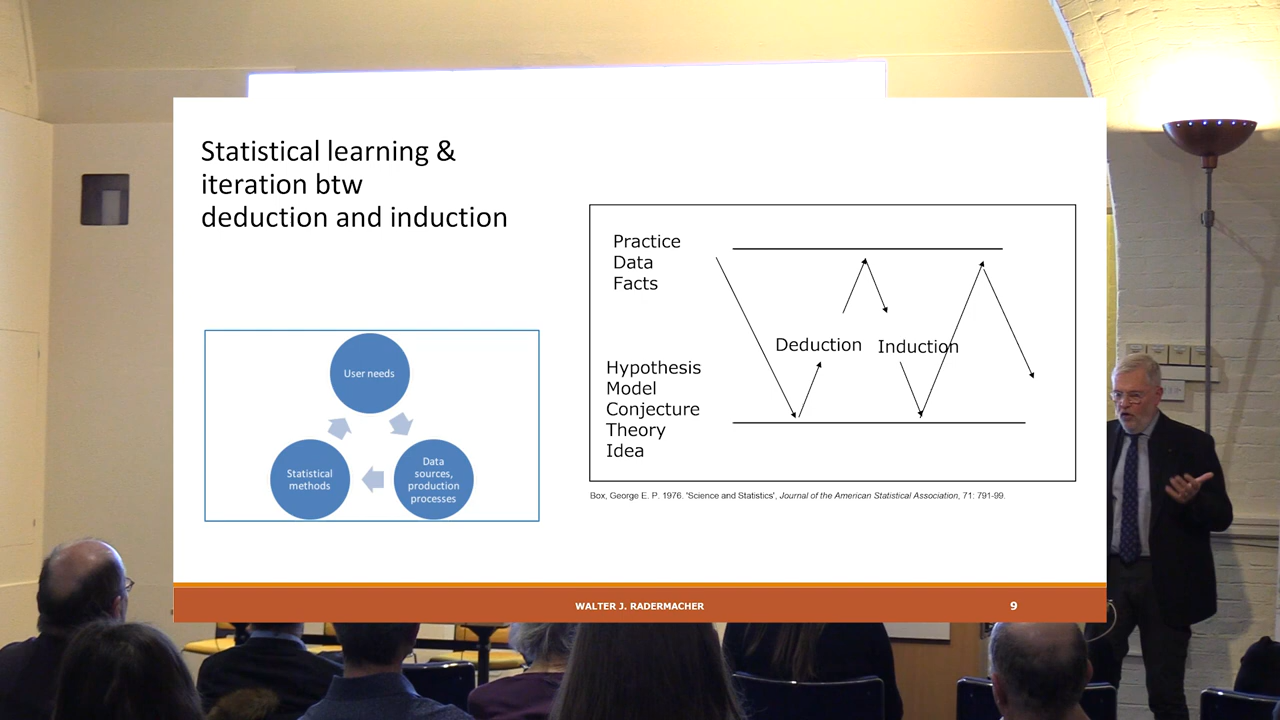 Statistical learning &
iteration btw
deduction and induction
User needs
Data
sources,
production
processes
Statistical
methods
Practice
Data
Facts
Deduction
Induction
Hypothesis
Model
Conjecture
Theory
Idea
Box, George E. P. 1976. 'Science and Statistics', Journal of the American Statistical Association, 71: 791-99.
WALTER J. RADERMACHER
9